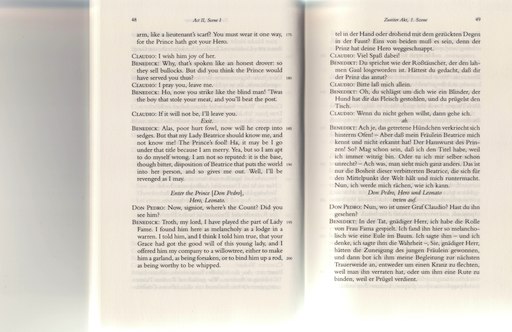 48 Act II, Scene 1
arm, like a lieutenant's scarf? You must wear it one way,
for the Prince hath got your Hero.
CLAUDIO: I wish him joy of her.
BENEDICK: Why, that's spoken like an honest drover: so
they sell bullocks. But did you think the Prince would
have served you thus?
CLAUDIO: I pray you, leave me.
BENEDICK: Ho, now you strike like the blind man! 'Twas
the boy that stole your meat, and you'll beat the post.
CLAUDIO: If it will not be, I'll leave you.
Exit.
BENEDICK: Alas, poor hurt fowl, now will he creep into
sedges. But that my Lady Beatrice should know me, and
not know me! The Prince's fool! Ha, it may be I go
under that title because I am merry. Yea, but so I am apt
to do myself wrong. I am not so reputed: it is the base,
though bitter, disposition of Beatrice that puts the world
into her person, and so gives me out. Well, I'll be
revenged as I may.
Enter the Prince [Don Pedro],
Hero, Leonato.
DON PEDRO: Now, signior, where's the Count? Did you
see him?
BENEDICK: Troth, my lord, I have played the part of Lady
Fame. I found him here as melancholy as a lodge in a
warren. I told him, and I think I told him true, that your
Grace had got the good will of this young lady, and I
offered him my company to a willowtree, either to make
him a garland, as being forsaken, or to bind him up a rod,
as being worthy to be whipped.
Zweiter Akt, 1. Szene 49
tel in der Hand oder drohend mit dem gezückten Degen
in der Faust? Eins von beiden muß es sein, denn der
Prinz hat deine Hero weggeschnappt.
CLAUDIO: Viel Spaß dabei!
BENEDIKT: Du sprichst wie der Roßtäuscher, der den lah-
men Gaul losgeworden ist. Hättest du gedacht, daß dir
der Prinz das antut?
CLAUDIO: Bitte laß mich allein.
BENEDIKT: Oh, du schlägst um dich wie ein Blinder, der
Hund hat dir das Fleisch gestohlen, und du prügelst den
Tisch.
CLAUDIO: Wenn du nicht gehen willst, dann gehe ich.
ab
BENEDIKT: Ach je, das getretene Hündchen verkriecht sich
hinterm Ofen! – Aber daß mein Fräulein Beatrice mich
kennt und nicht erkannt hat! Der Hanswurst des Prin-
zen! So? Mag schon sein, daß ich den Titel habe, weil
ich immer witzig bin. Oder tu ich mir selber schon
unrecht? – Ach was, man sieht mich ganz anders. Das ist
nur die Bosheit dieser verbitterten Beatrice, die sich für
den Mittelpunkt der Welt hält und mich runtermacht.
Nun, ich werde mich rächen, wie ich kann.
Don Pedro, Hero und Leonato
treten auf.
DON PEDRO: Nun, wo ist unser Graf Claudio? Hast du ihn
gesehen?
BENEDIKT: In der Tat, gnädiger Herr, ich habe die Rolle
von Frau Fama gespielt. Ich fand ihn hier so melancho-
lisch wie eine Eule im Baum. Ich sagte ihm – und ich
denke, ich sagte ihm die Wahrheit –, Sie, gnädiger Herr,
hätten die Zuneigung des jungen Fräulein gewonnen,
und dann bot ich ihm meine Begleitung zur nächsten
Trauerweide an, entweder um einen Kranz zu flechten,
weil man ihn verraten hat, oder um ihm eine Rute zu
binden, weil er Prügel verdient.